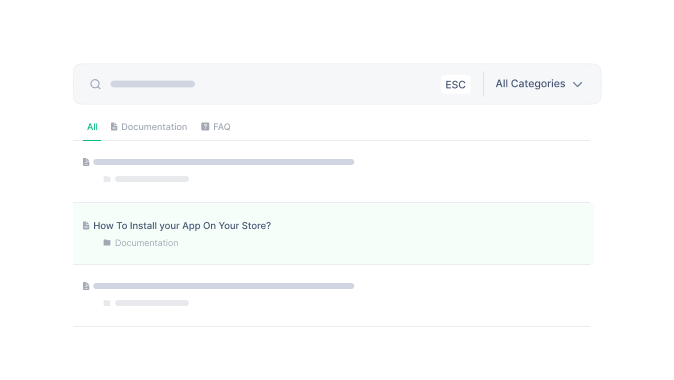 ESC All Categories
All Documentation FAQ
How To Install your App On Your Store?
Documentation